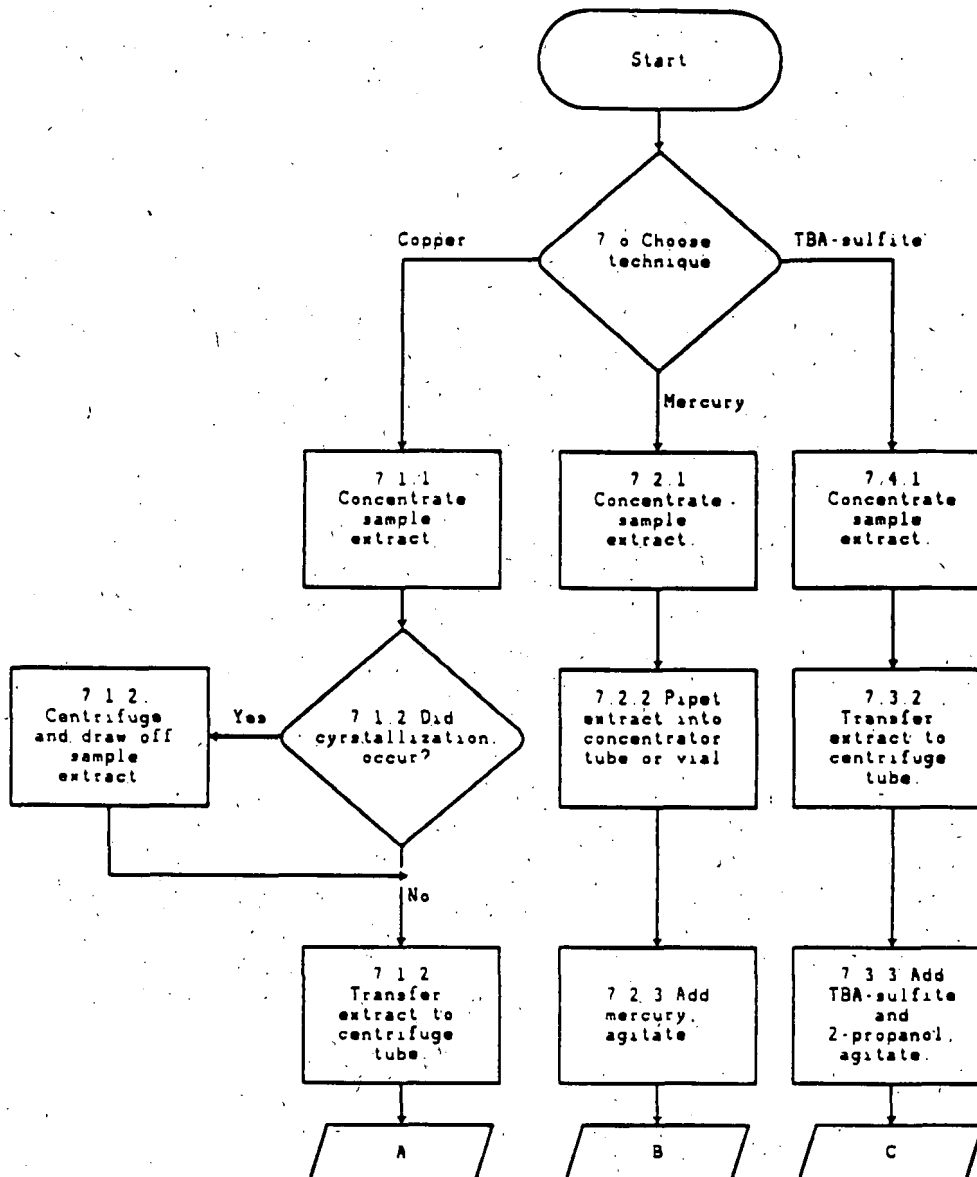 Start
7 o Choose
technique
Copper
TBA-sulfite
Mercury
7 1.1
Concentrate
sample
extract
7 2.1
Concentrate
sample
extract.
7.4.1
Concentrate
sample
extract.
7 1 2.
Centrifuge
and draw off
sample
extract
Yes
7 1 2 Did
cyrstallization
occur?
No
7.2.2 Pipet
extract into
concentrator
tube or vial
7.3.2
Transfer
extract to
centrifuge
tube.
7 1 2
Transfer
extract to
centrifuge
tube.
7 2 3 Add
mercury,
agitate
7 3 3 Add
TBA-sulfite
and
2-propanol,
agitate.
A
B
C